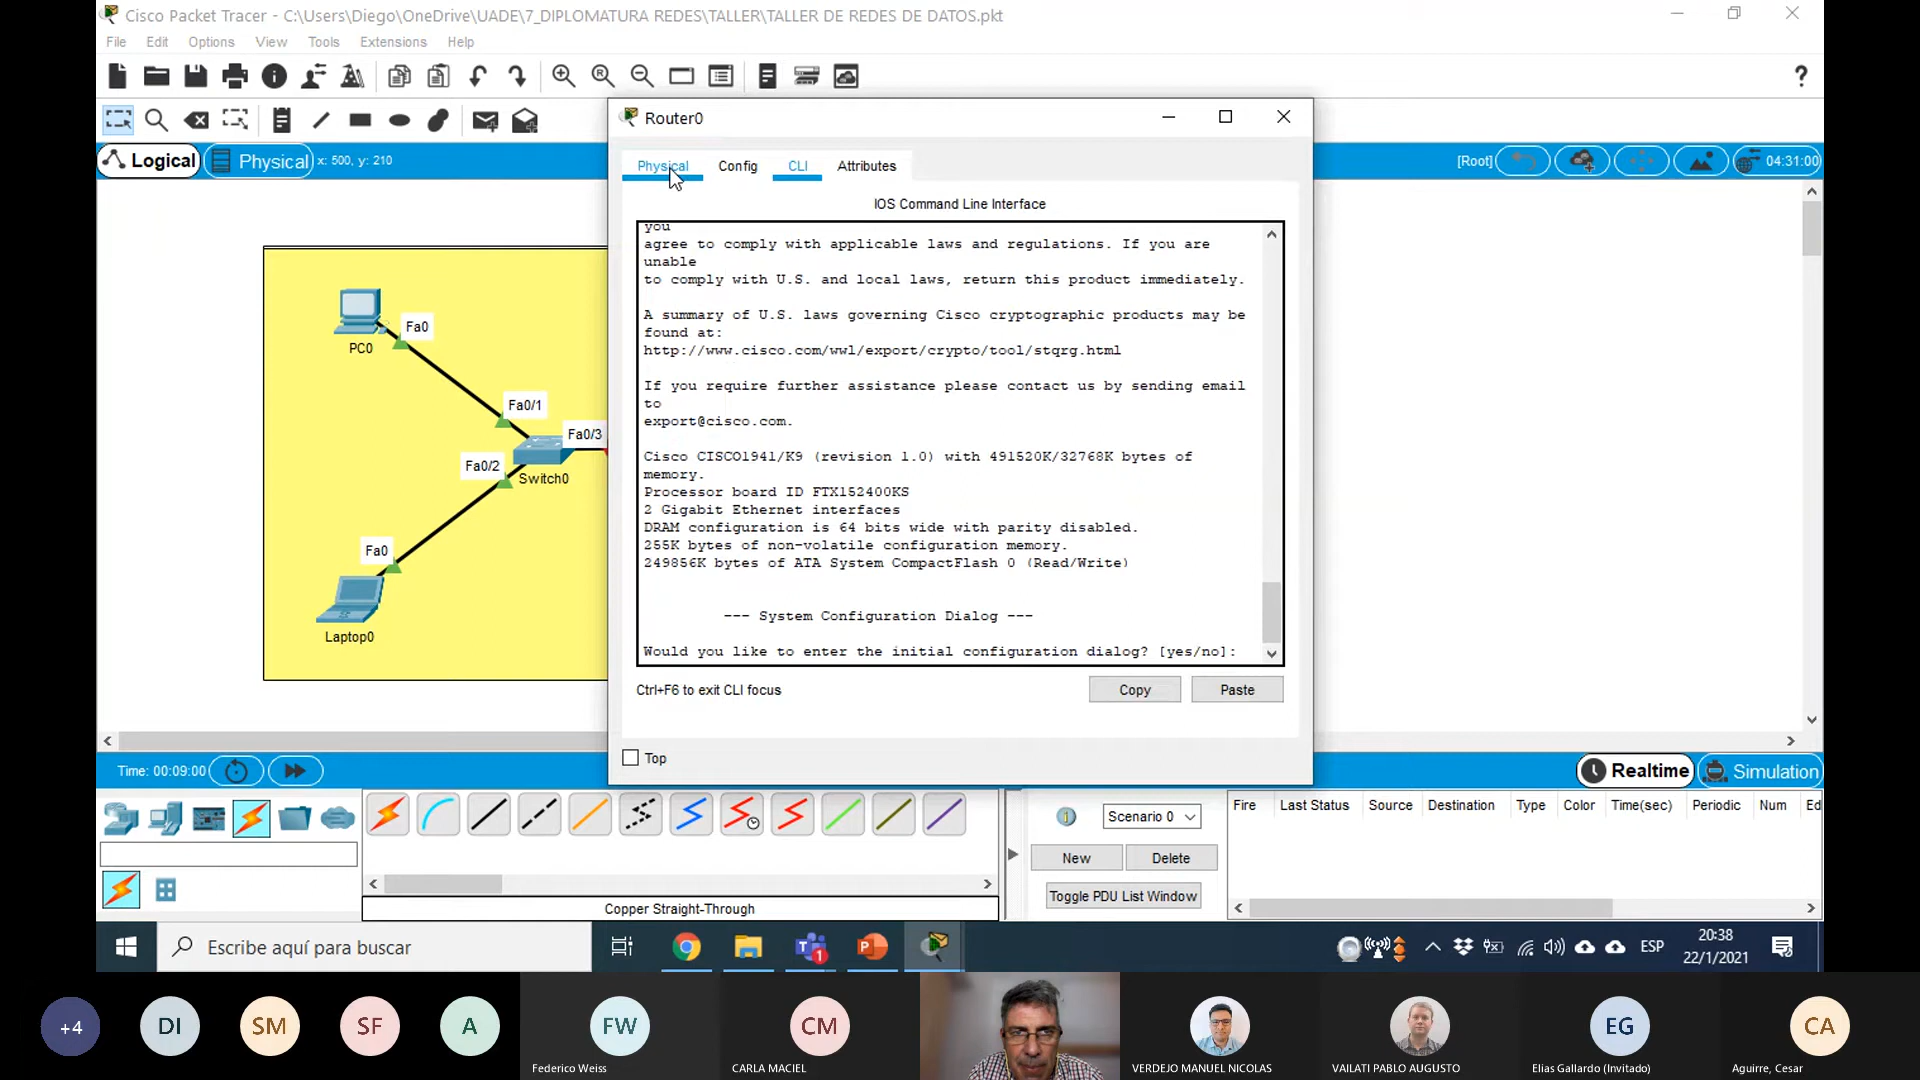 Cisco Packet Tracer - C:\Users\Diego\OneDrive\UADE\7_DIPLOMATURA REDES\TALLER\TALLER DE REDES DE DATOS.pkt
File Edit Options View Tools Extensions Help
?
Logical Physical x: 500, y: 210
[Root] 04:31:00
Router0
Physical Config CLI Attributes
IOS Command Line Interface
you
agree to comply with applicable laws and regulations. If you are
unable
to comply with U.S. and local laws, return this product immediately.
A summary of U.S. laws governing Cisco cryptographic products may be
found at:
http://www.cisco.com/wwl/export/crypto/tool/stqrg.html
If you require further assistance please contact us by sending email
to
export@cisco.com.
Cisco CISCO1941/K9 (revision 1.0) with 491520K/32768K bytes of
memory.
Processor board ID FTX152400KS
2 Gigabit Ethernet interfaces
DRAM configuration is 64 bits wide with parity disabled.
255K bytes of non-volatile configuration memory.
249856K bytes of ATA System CompactFlash 0 (Read/Write)
--- System Configuration Dialog ---
Would you like to enter the initial configuration dialog? [yes/no]:
Ctrl+F6 to exit CLI focus
Copy Paste
Top
Fa0
PC0
Fa0/1
Fa0/3
Fa0/2
Switch0
Fa0
Laptop0
Time: 00:09:00
Realtime Simulation
Scenario 0
New Delete
Toggle PDU List Window
Fire Last Status Source Destination Type Color Time(sec) Periodic Num Ed
Copper Straight-Through
Escribe aquí para buscar
1
ESP
20:38
22/1/2021
+4 DI SM SF A FW CM EG CA
Federico Weiss CARLA MACIEL VERDEJO MANUEL NICOLAS VAILATI PABLO AUGUSTO Elias Gallardo (Invitado) Aguirre, Cesar